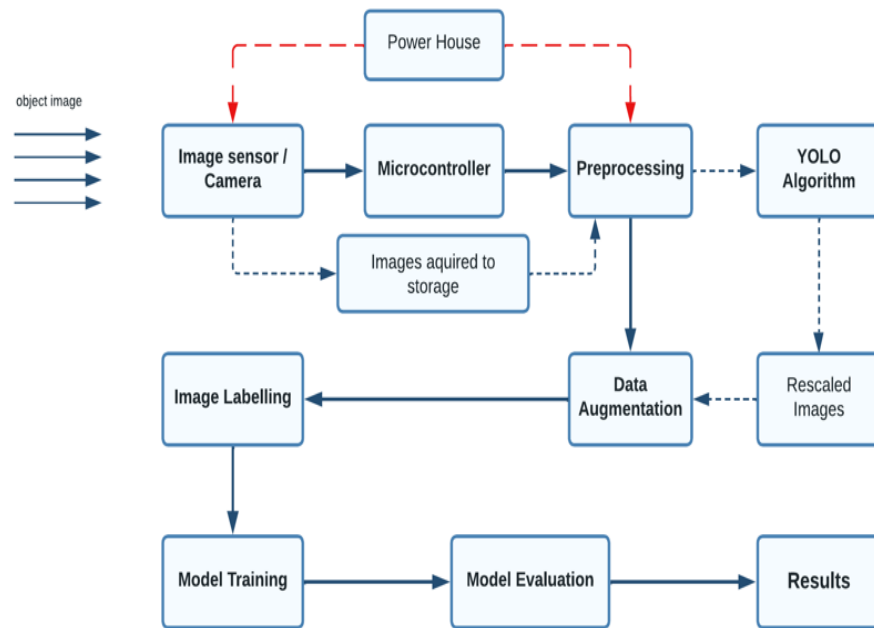 Power House
object image
Image sensor /
Camera
Microcontroller
Preprocessing
YOLO
Algorithm
Images aquired to
storage
Image Labelling
Data
Augmentation
Rescaled
Images
Model Training
Model Evaluation
Results